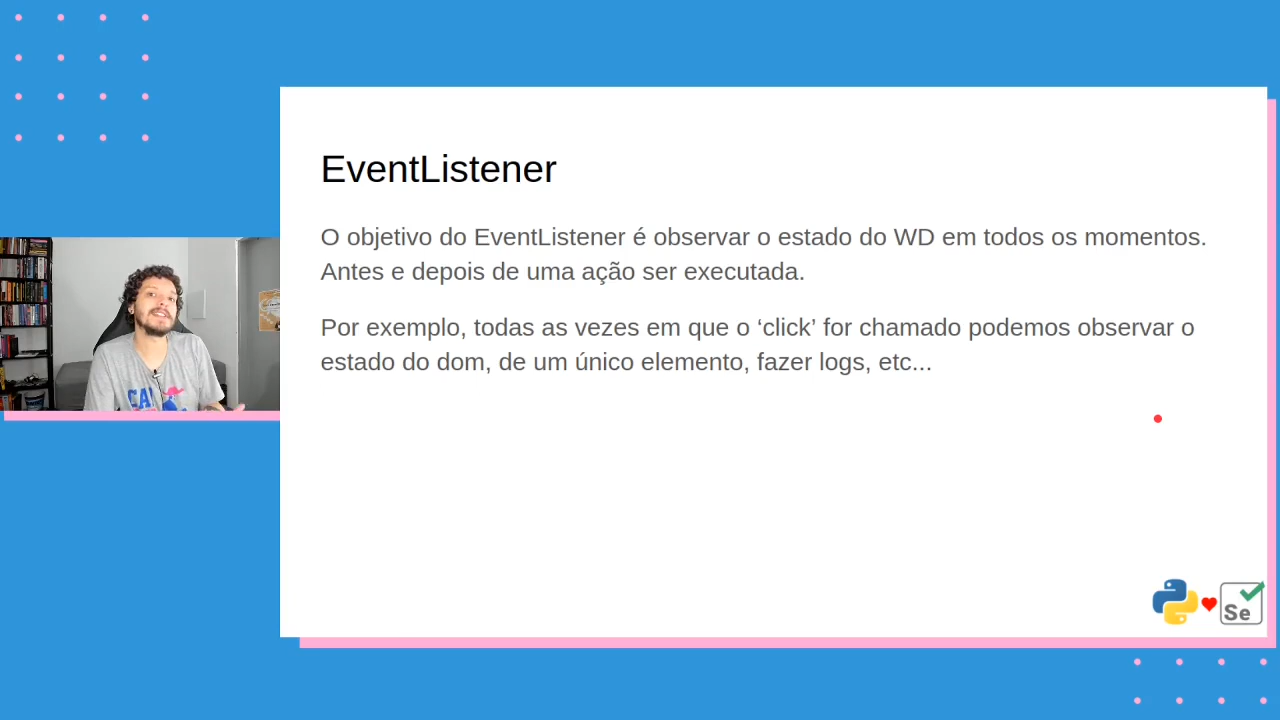 EventListener
O objetivo do EventListener é observar o estado do WD em todos os momentos.
Antes e depois de uma ação ser executada.
Por exemplo, todas as vezes em que o ‘click’ for chamado podemos observar o
estado do dom, de um único elemento, fazer logs, etc...
CA
Se